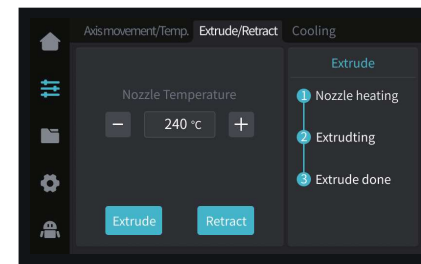 Axis movement/Temp. Extrude/Retract Cooling
Nozzle Temperature
− 240 °C +
Extrude Retract
Extrude
1 Nozzle heating
2 Extrudting
3 Extrude done